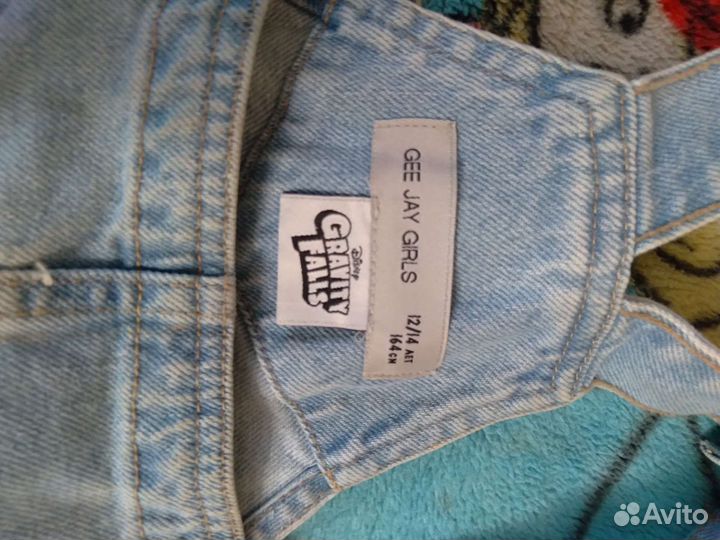 GEE JAY GIRLS
12/14 ЛЕТ
164 СМ
Disney
GRAVITY
FALLS
Avito